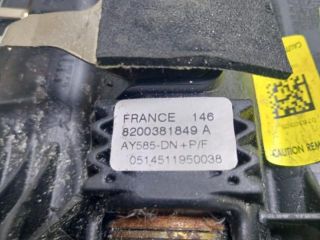 FRANCE 146
8200381849 A
AY585-DN+P/F
0514511950038
CAUTION REM